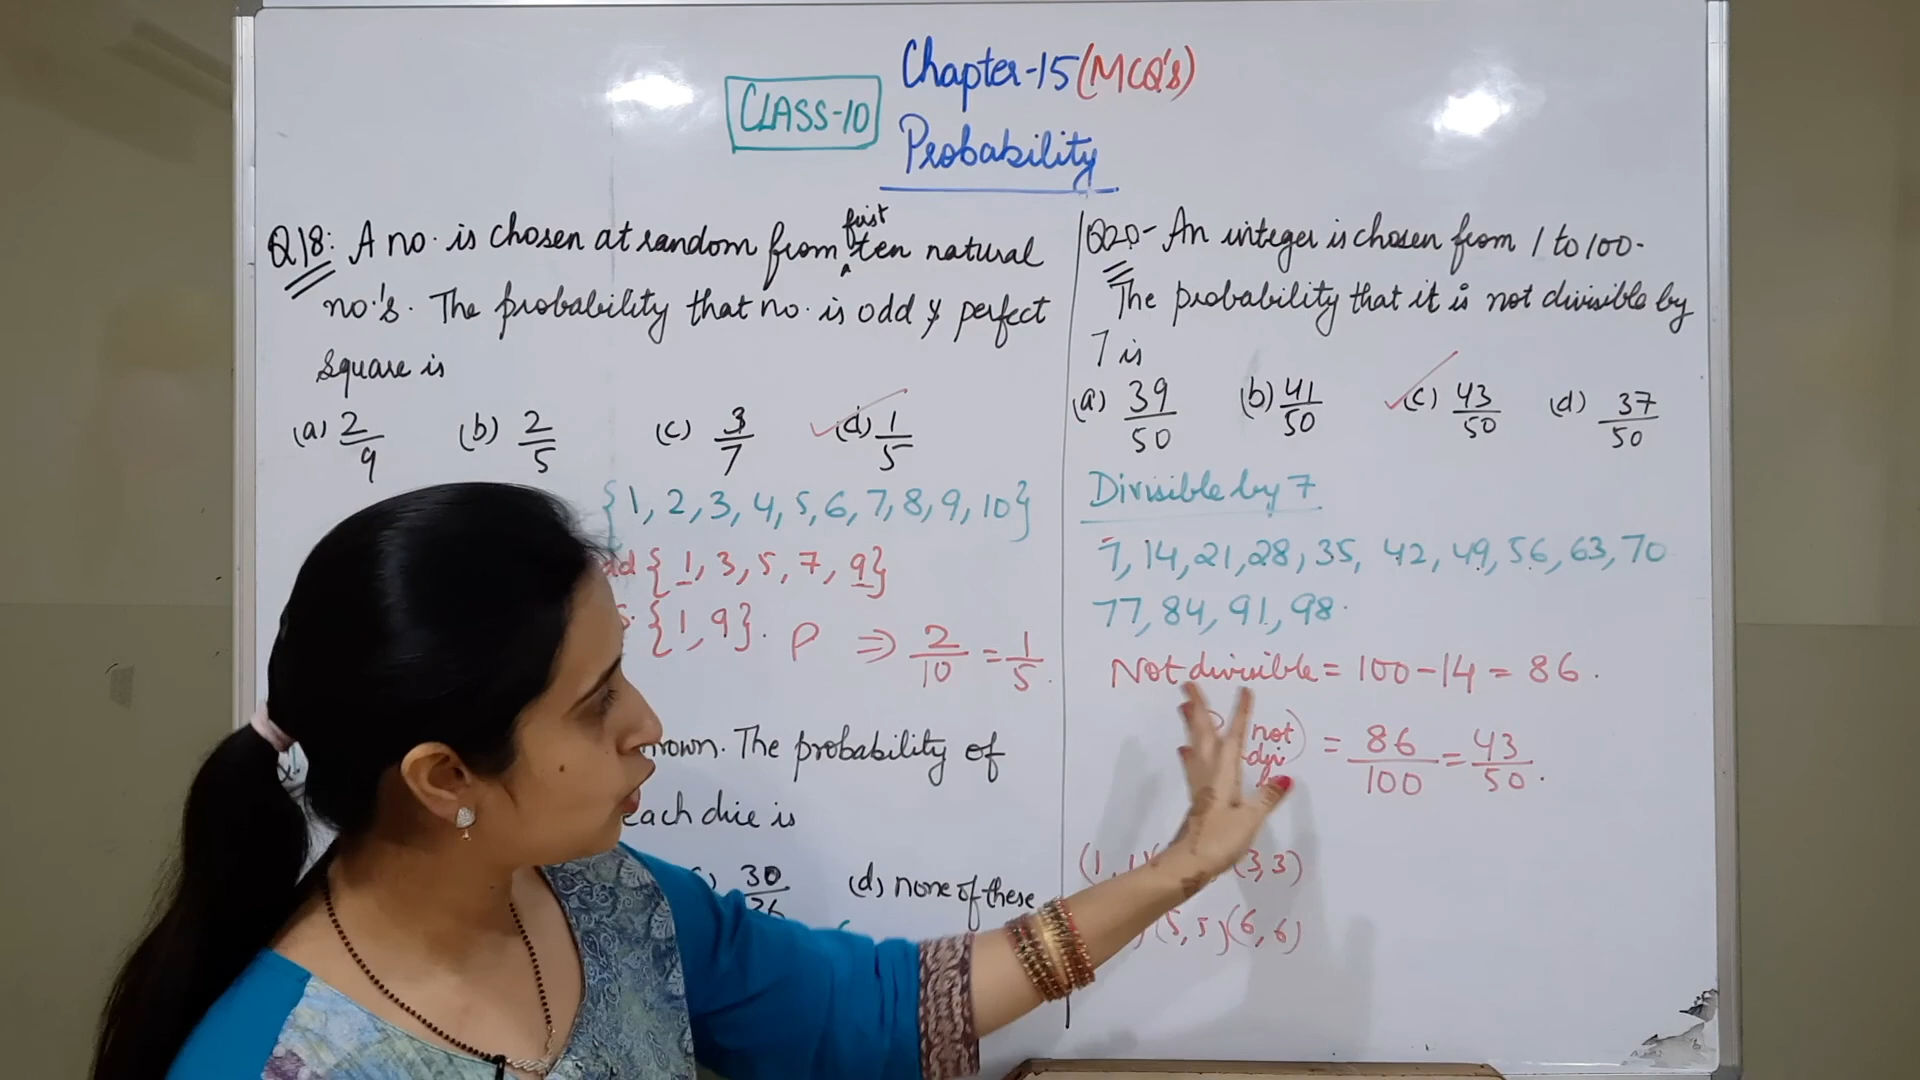 Chapter-15(MCQ's)
CLASS-10
Probability
Q18: A no. is chosen at random from first ten natural
no.'s. The probability that no. is odd & perfect
square is
(a) 2/9 (b) 2/5 (c) 3/7 (d) 1/5
{1, 2, 3, 4, 5, 6, 7, 8, 9, 10}
{1, 3, 5, 7, 9}
{1, 9}. P ⇒ 2/10 = 1/5.
The probability of
each dice is
30 (d) none of these
Q20- An integer is chosen from 1 to 100.
The probability that it is not divisible by
7 is
(a) 39/50 (b) 41/50 (c) 43/50 (d) 37/50
Divisible by 7
7, 14, 21, 28, 35, 42, 49, 56, 63, 70
77, 84, 91, 98.
Not divisible = 100 - 14 = 86.
not = 86/100 = 43/50.
(3,3)
(5,5)(6,6)